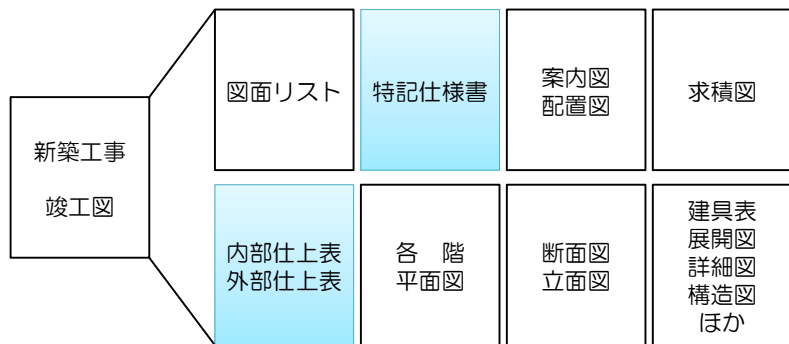 新築工事
竣工図
図面リスト
特記仕様書
案内図
配置図
求積図
内部仕上表
外部仕上表
各　階
平面図
断面図
立面図
建具表
展開図
詳細図
構造図
ほか